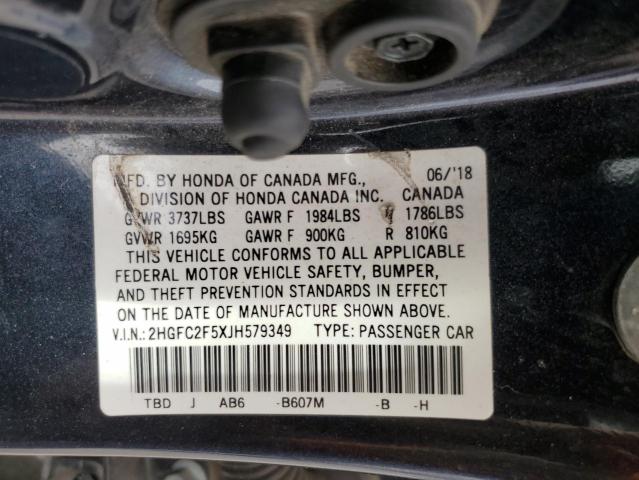 MFD. BY HONDA OF CANADA MFG., 06/'18
DIVISION OF HONDA CANADA INC. CANADA
GVWR 3737LBS GAWR F 1984LBS 1786LBS
GVWR 1695KG GAWR F 900KG R 810KG
THIS VEHICLE CONFORMS TO ALL APPLICABLE
FEDERAL MOTOR VEHICLE SAFETY, BUMPER,
AND THEFT PREVENTION STANDARDS IN EFFECT
ON THE DATE OF MANUFACTURE SHOWN ABOVE.
V.I.N.: 2HGFC2F5XJH579349 TYPE: PASSENGER CAR
TBD J AB6 -B607M -B -H